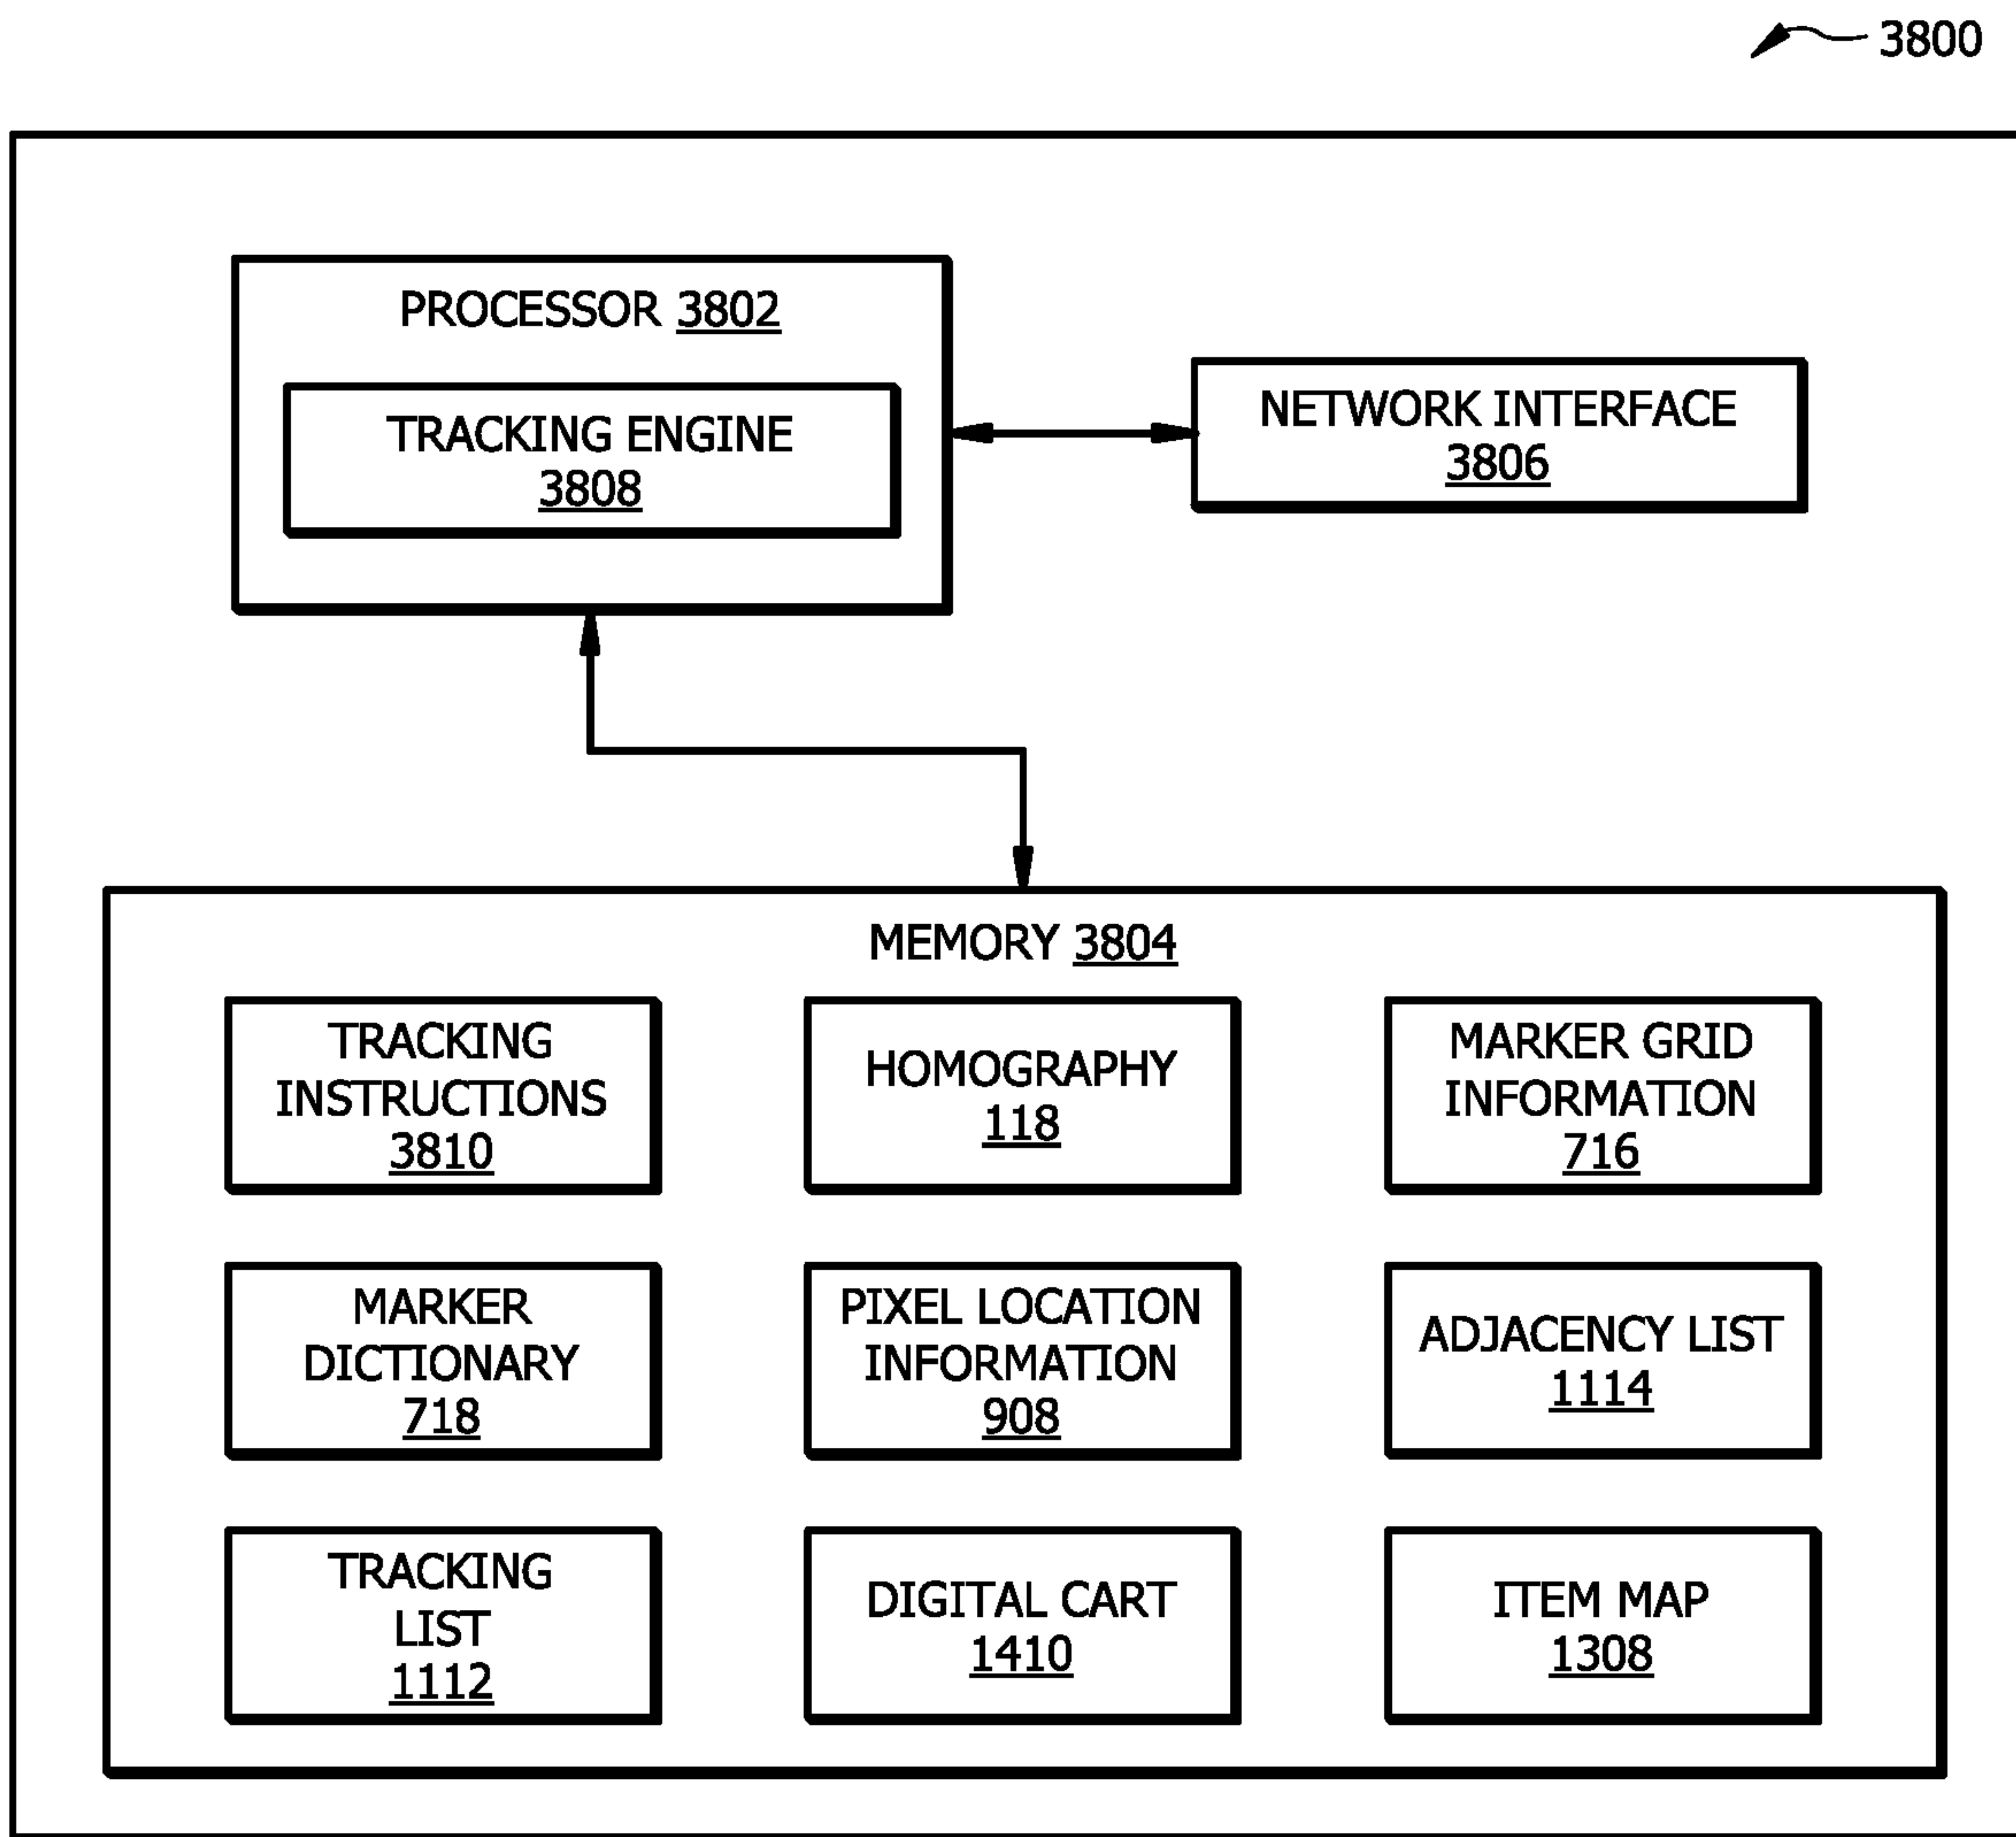 3800
PROCESSOR 3802
TRACKING ENGINE
3808
NETWORK INTERFACE
3806
MEMORY 3804
TRACKING
INSTRUCTIONS
3810
HOMOGRAPHY
118
MARKER GRID
INFORMATION
716
MARKER
DICTIONARY
718
PIXEL LOCATION
INFORMATION
908
ADJACENCY LIST
1114
TRACKING
LIST
1112
DIGITAL CART
1410
ITEM MAP
1308